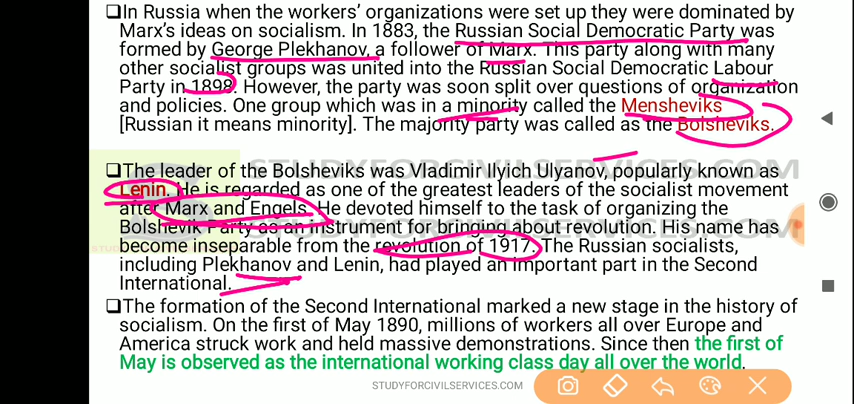 ❑In Russia when the workers' organizations were set up they were dominated by
Marx's ideas on socialism. In 1883, the Russian Social Democratic Party was
formed by George Plekhanov, a follower of Marx. This party along with many
other socialist groups was united into the Russian Social Democratic Labour
Party in 1898. However, the party was soon split over questions of organization
and policies. One group which was in a minority called the Mensheviks
[Russian it means minority]. The majority party was called as the Bolsheviks.
STUDYFORCIVILSERVICES.COM
❑The leader of the Bolsheviks was Vladimir Ilyich Ulyanov, popularly known as
Lenin. He is regarded as one of the greatest leaders of the socialist movement
after Marx and Engels. He devoted himself to the task of organizing the
Bolshevik Party as an instrument for bringing about revolution. His name has
become inseparable from the revolution of 1917. The Russian socialists,
including Plekhanov and Lenin, had played an important part in the Second
International.
❑The formation of the Second International marked a new stage in the history of
socialism. On the first of May 1890, millions of workers all over Europe and
America struck work and held massive demonstrations. Since then the first of
May is observed as the international working class day all over the world.
STUDYFORCIVILSERVICES.COM